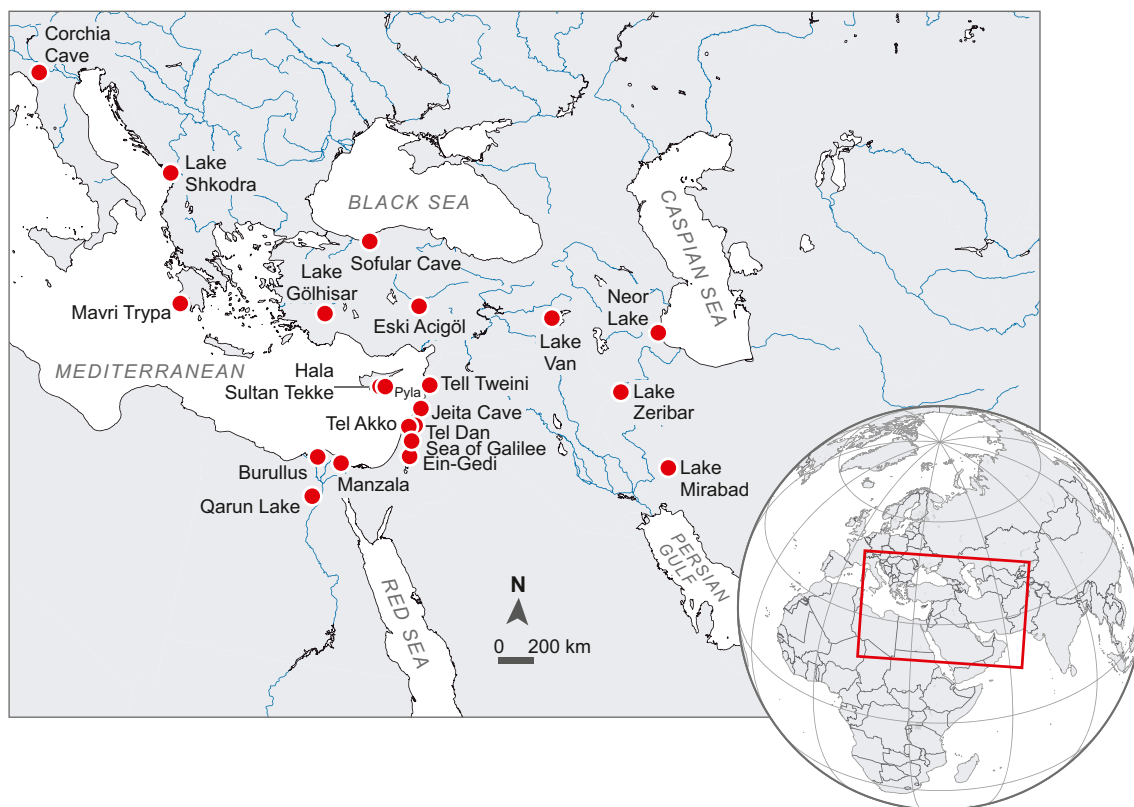 Corchia
Cave
Lake
Shkodra
BLACK SEA
CASPIAN SEA
Sofular Cave
Lake
Gölhisar
Neor
Lake
Mavri Trypa
Eski Acigöl
Lake
Van
MEDITERRANEAN
Hala
Sultan Tekke
Pyla
Tell Tweini
Lake
Zeribar
Jeita Cave
Tel Akko
Tel Dan
Sea of Galilee
Ein-Gedi
Burullus
Manzala
Lake
Mirabad
Qarun Lake
PERSIAN
GULF
RED SEA
N
0 200 km